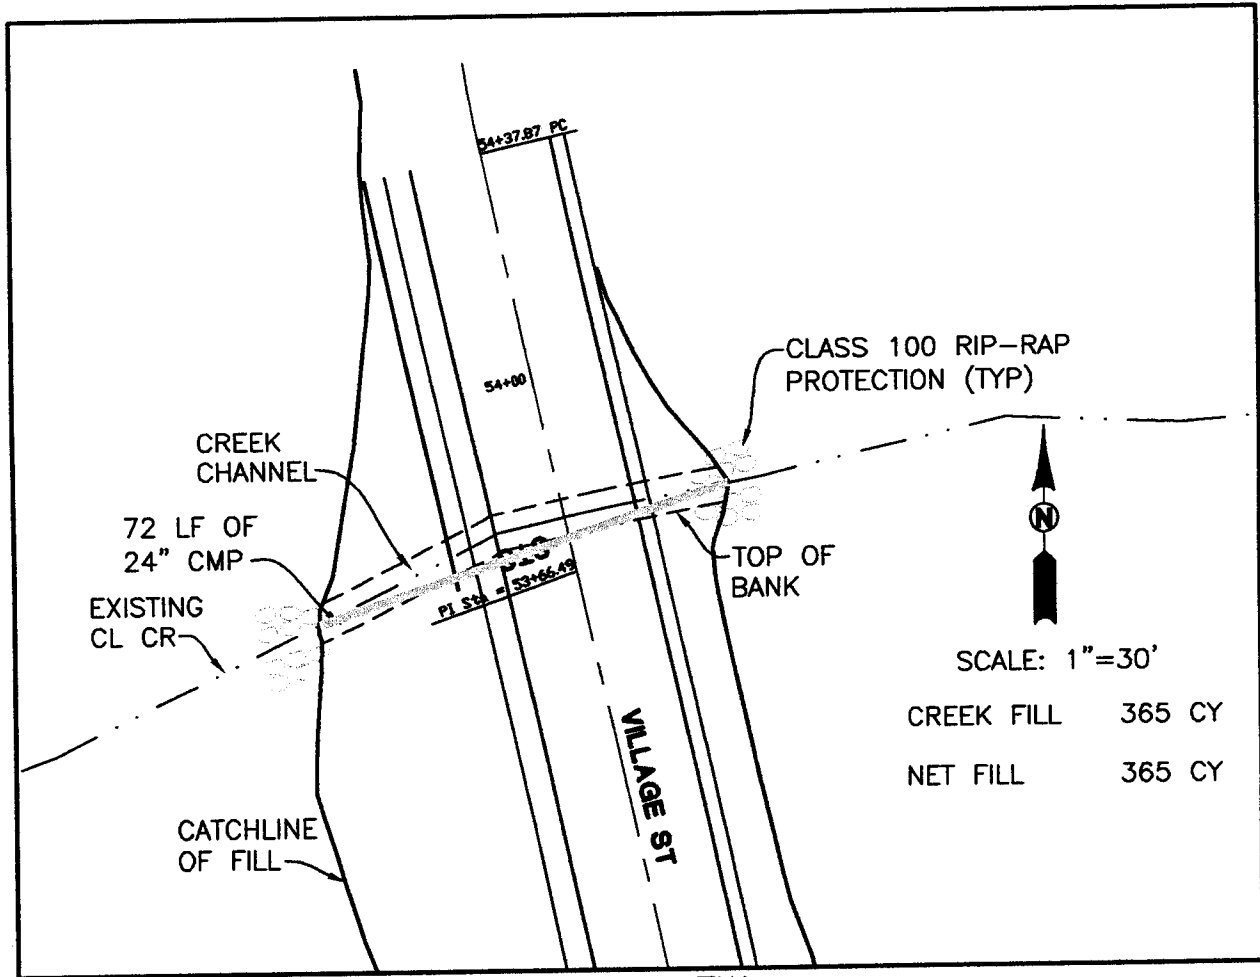 54+37.87 PC
CLASS 100 RIP-RAP
PROTECTION (TYP)
54+00
CREEK
CHANNEL
72 LF OF
24" CMP
TOP OF
BANK
PI Sta = 53+66.49
EXISTING
CL CR
N
SCALE: 1"=30'
CREEK FILL 365 CY
NET FILL 365 CY
VILLAGE ST
CATCHLINE
OF FILL